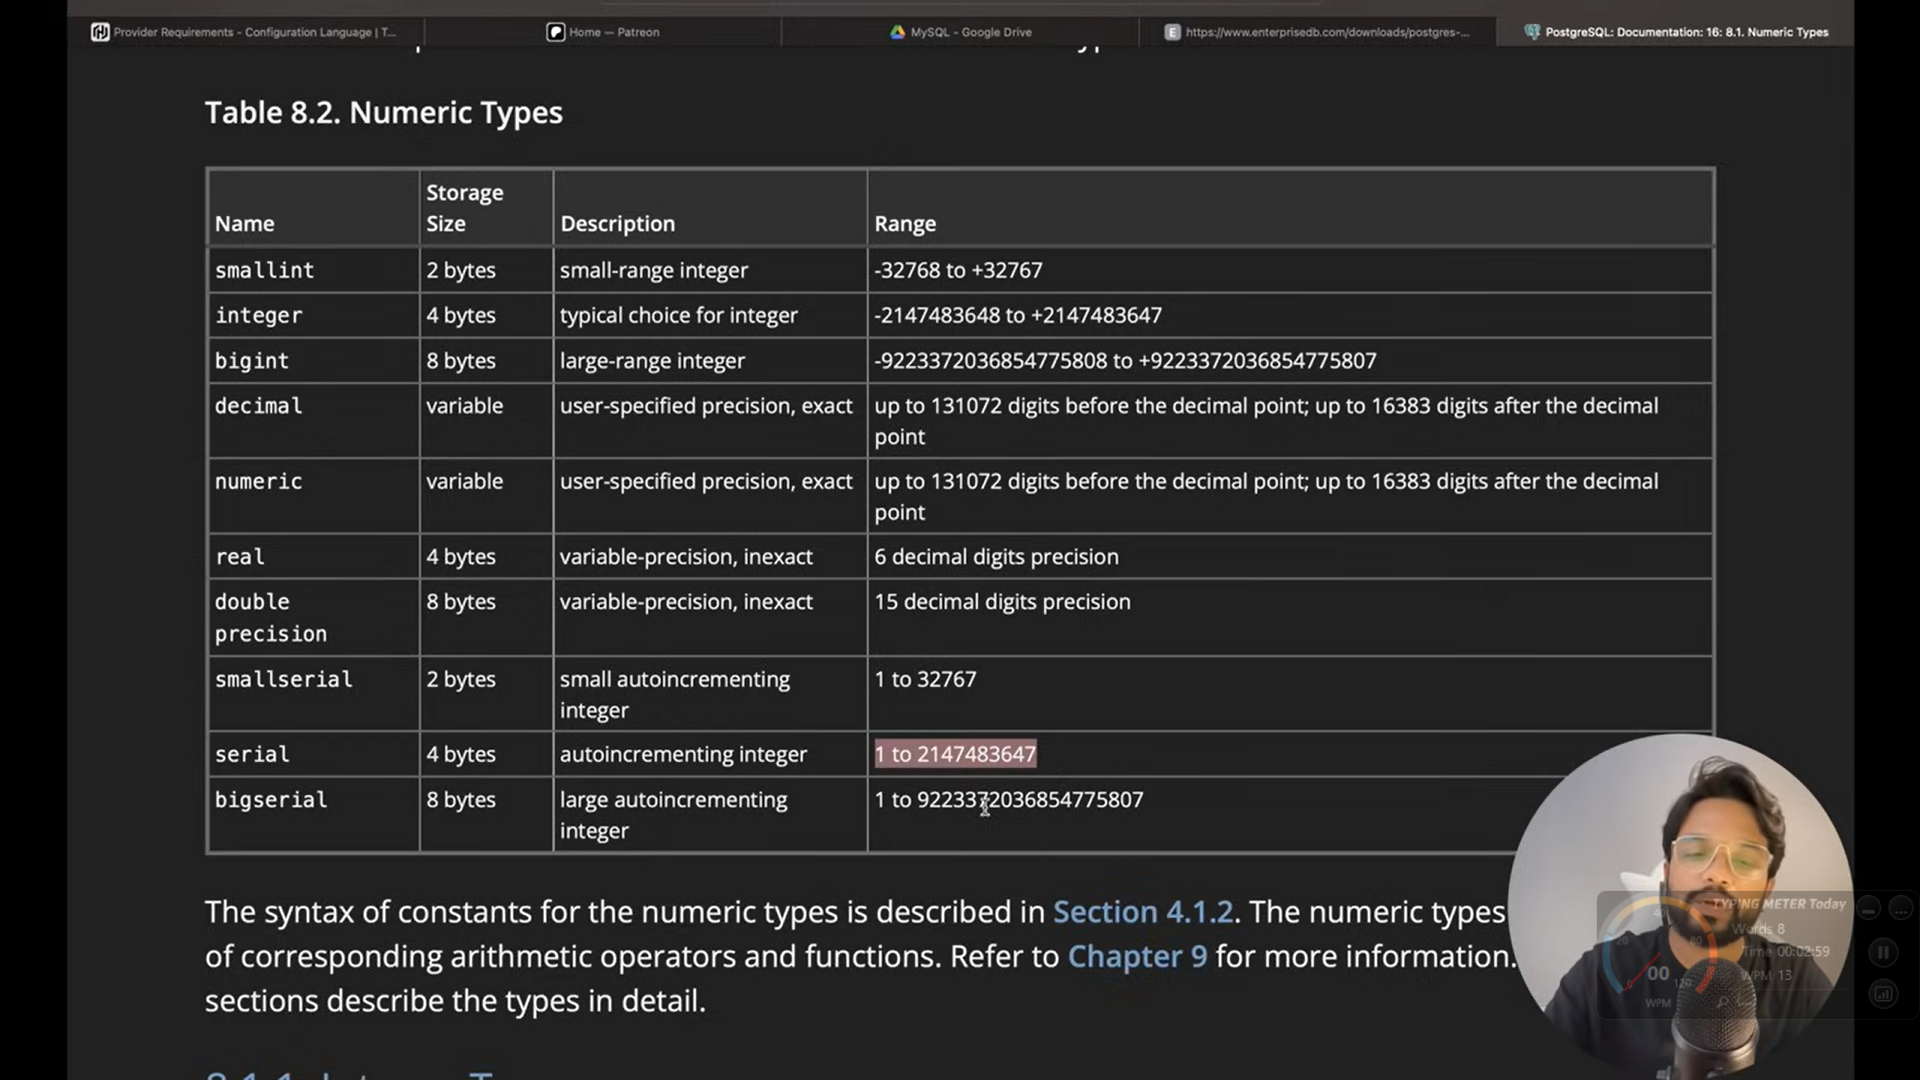 Provider Requirements - Configuration Language | T...
Home — Patreon
MySQL - Google Drive
https://www.enterprisedb.com/downloads/postgres-...
PostgreSQL: Documentation: 16: 8.1. Numeric Types
Table 8.2. Numeric Types
Name Storage Size Description Range
smallint 2 bytes small-range integer -32768 to +32767
integer 4 bytes typical choice for integer -2147483648 to +2147483647
bigint 8 bytes large-range integer -9223372036854775808 to +9223372036854775807
decimal variable user-specified precision, exact up to 131072 digits before the decimal point; up to 16383 digits after the decimal point
numeric variable user-specified precision, exact up to 131072 digits before the decimal point; up to 16383 digits after the decimal point
real 4 bytes variable-precision, inexact 6 decimal digits precision
double precision 8 bytes variable-precision, inexact 15 decimal digits precision
smallserial 2 bytes small autoincrementing integer 1 to 32767
serial 4 bytes autoincrementing integer 1 to 2147483647
bigserial 8 bytes large autoincrementing integer 1 to 9223372036854775807
The syntax of constants for the numeric types is described in Section 4.1.2. The numeric types
of corresponding arithmetic operators and functions. Refer to Chapter 9 for more information.
sections describe the types in detail.
TYPING METER Today
Words 8
Time 00:02:59
WPM 13
20
40
80
120
00
WPM